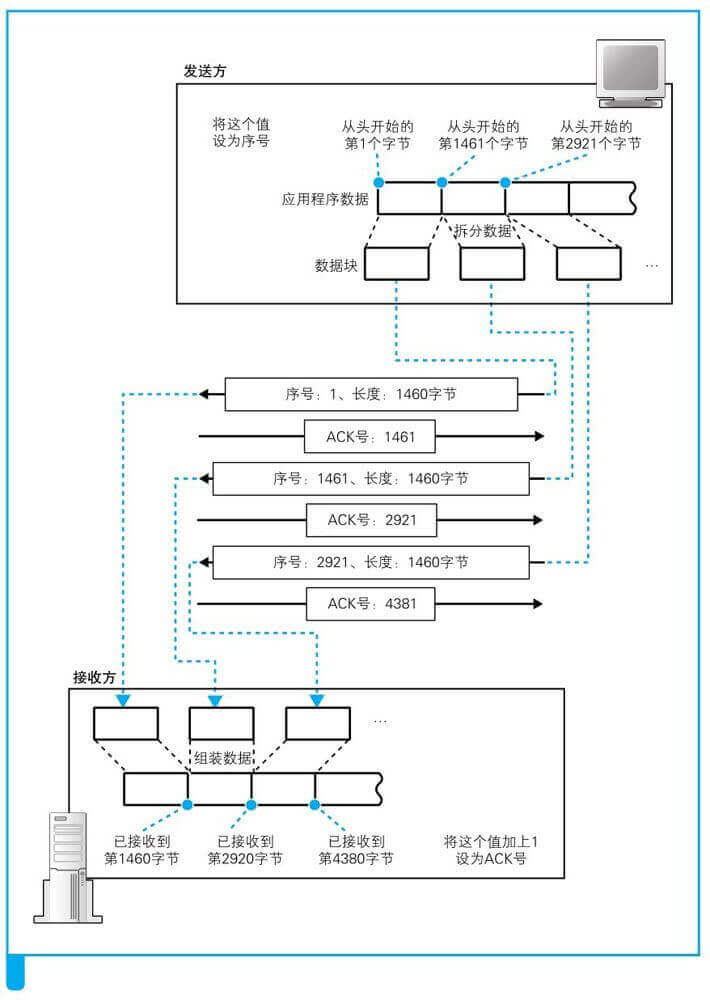 发送方
将这个值
设为序号
从头开始的
第1个字节
从头开始的
第1461个字节
从头开始的
第2921个字节
应用程序数据
拆分数据
数据块
…
序号：1、长度：1460字节
ACK号：1461
序号：1461、长度：1460字节
ACK号：2921
序号：2921、长度：1460字节
ACK号：4381
接收方
…
组装数据
已接收到
第1460字节
已接收到
第2920字节
已接收到
第4380字节
将这个值加上1
设为ACK号